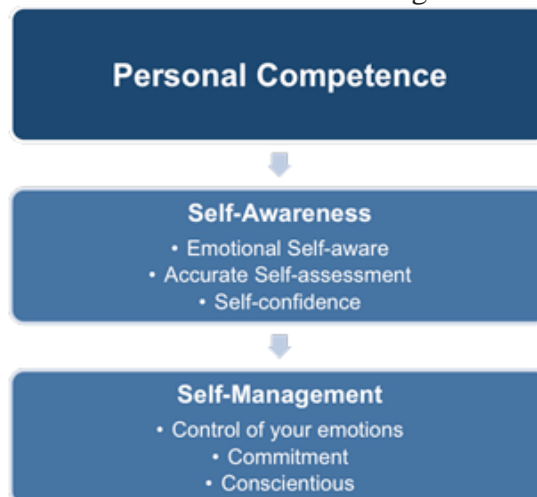 Personal Competence
Self-Awareness
• Emotional Self-aware
• Accurate Self-assessment
• Self-confidence
Self-Management
• Control of your emotions
• Commitment
• Conscientious